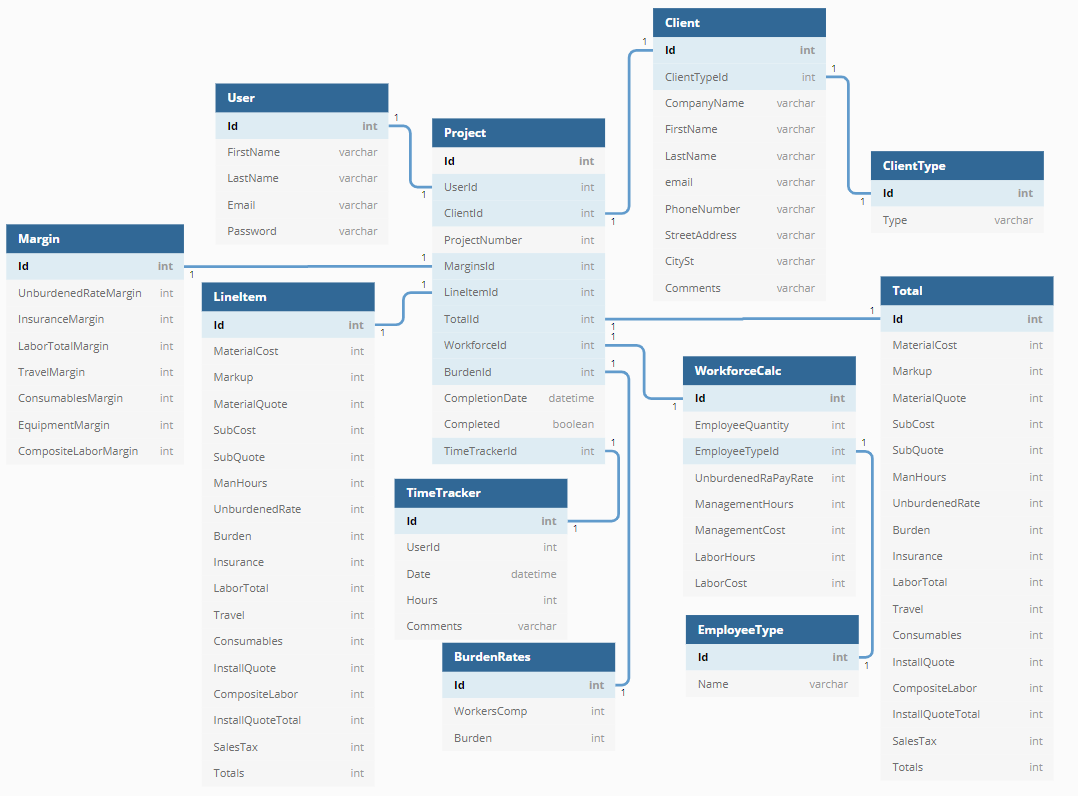 Client
Id int
ClientTypeId int
CompanyName varchar
FirstName varchar
LastName varchar
email varchar
PhoneNumber varchar
StreetAddress varchar
CitySt varchar
Comments varchar
1
1
User
Id int
FirstName varchar
LastName varchar
Email varchar
Password varchar
1
Project
Id int
UserId int
ClientId int
ProjectNumber int
MarginsId int
LineItemId int
TotalId int
WorkforceId int
BurdenId int
CompletionDate datetime
Completed boolean
TimeTrackerId int
1
1
1
1
1
1
1
1
ClientType
Id int
Type varchar
1
Margin
Id int
UnburdenedRateMargin int
InsuranceMargin int
LaborTotalMargin int
TravelMargin int
ConsumablesMargin int
EquipmentMargin int
CompositeLaborMargin int
1
LineItem
Id int
MaterialCost int
Markup int
MaterialQuote int
SubCost int
SubQuote int
ManHours int
UnburdenedRate int
Burden int
Insurance int
LaborTotal int
Travel int
Consumables int
InstallQuote int
CompositeLabor int
InstallQuoteTotal int
SalesTax int
Totals int
1
Total
Id int
MaterialCost int
Markup int
MaterialQuote int
SubCost int
SubQuote int
ManHours int
UnburdenedRate int
Burden int
Insurance int
LaborTotal int
Travel int
Consumables int
InstallQuote int
CompositeLabor int
InstallQuoteTotal int
SalesTax int
Totals int
1
WorkforceCalc
Id int
EmployeeQuantity int
EmployeeTypeId int
UnburdenedRaPayRate int
ManagementHours int
ManagementCost int
LaborHours int
LaborCost int
1
1
TimeTracker
Id int
UserId int
Date datetime
Hours int
Comments varchar
1
EmployeeType
Id int
Name varchar
1
BurdenRates
Id int
WorkersComp int
Burden int
1